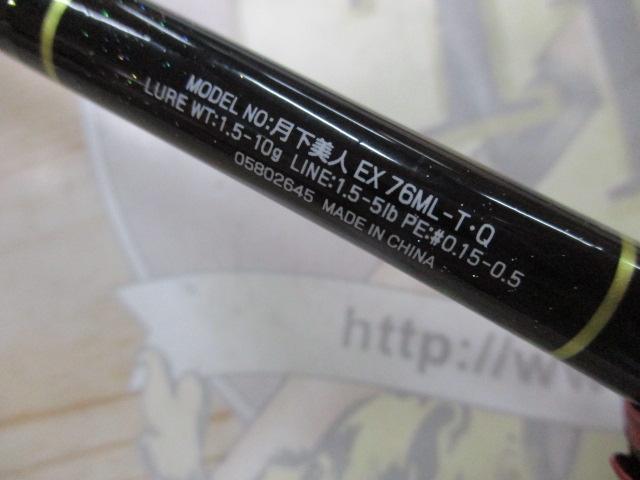 MODEL NO:月下美人 EX 76ML-T・Q
LURE WT:1.5-10g LINE:1.5-5lb PE:#0.15-0.5
05802645 MADE IN CHINA
http://w